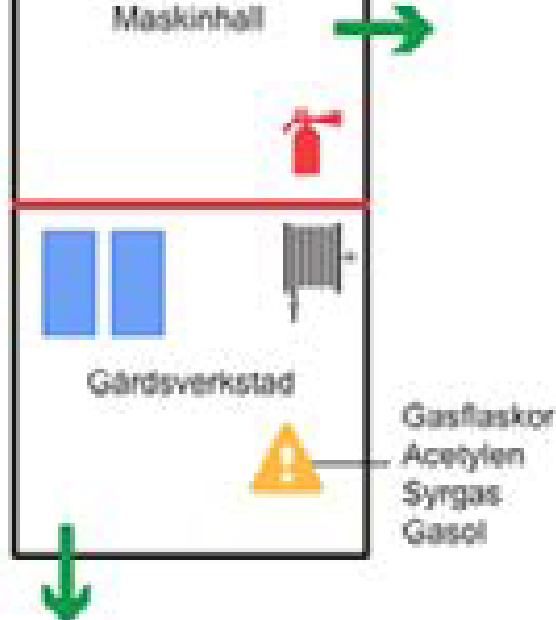 Maskinhall
Gårdsverkstad
Gasflaskor
Acetylen
Syrgas
Gasol